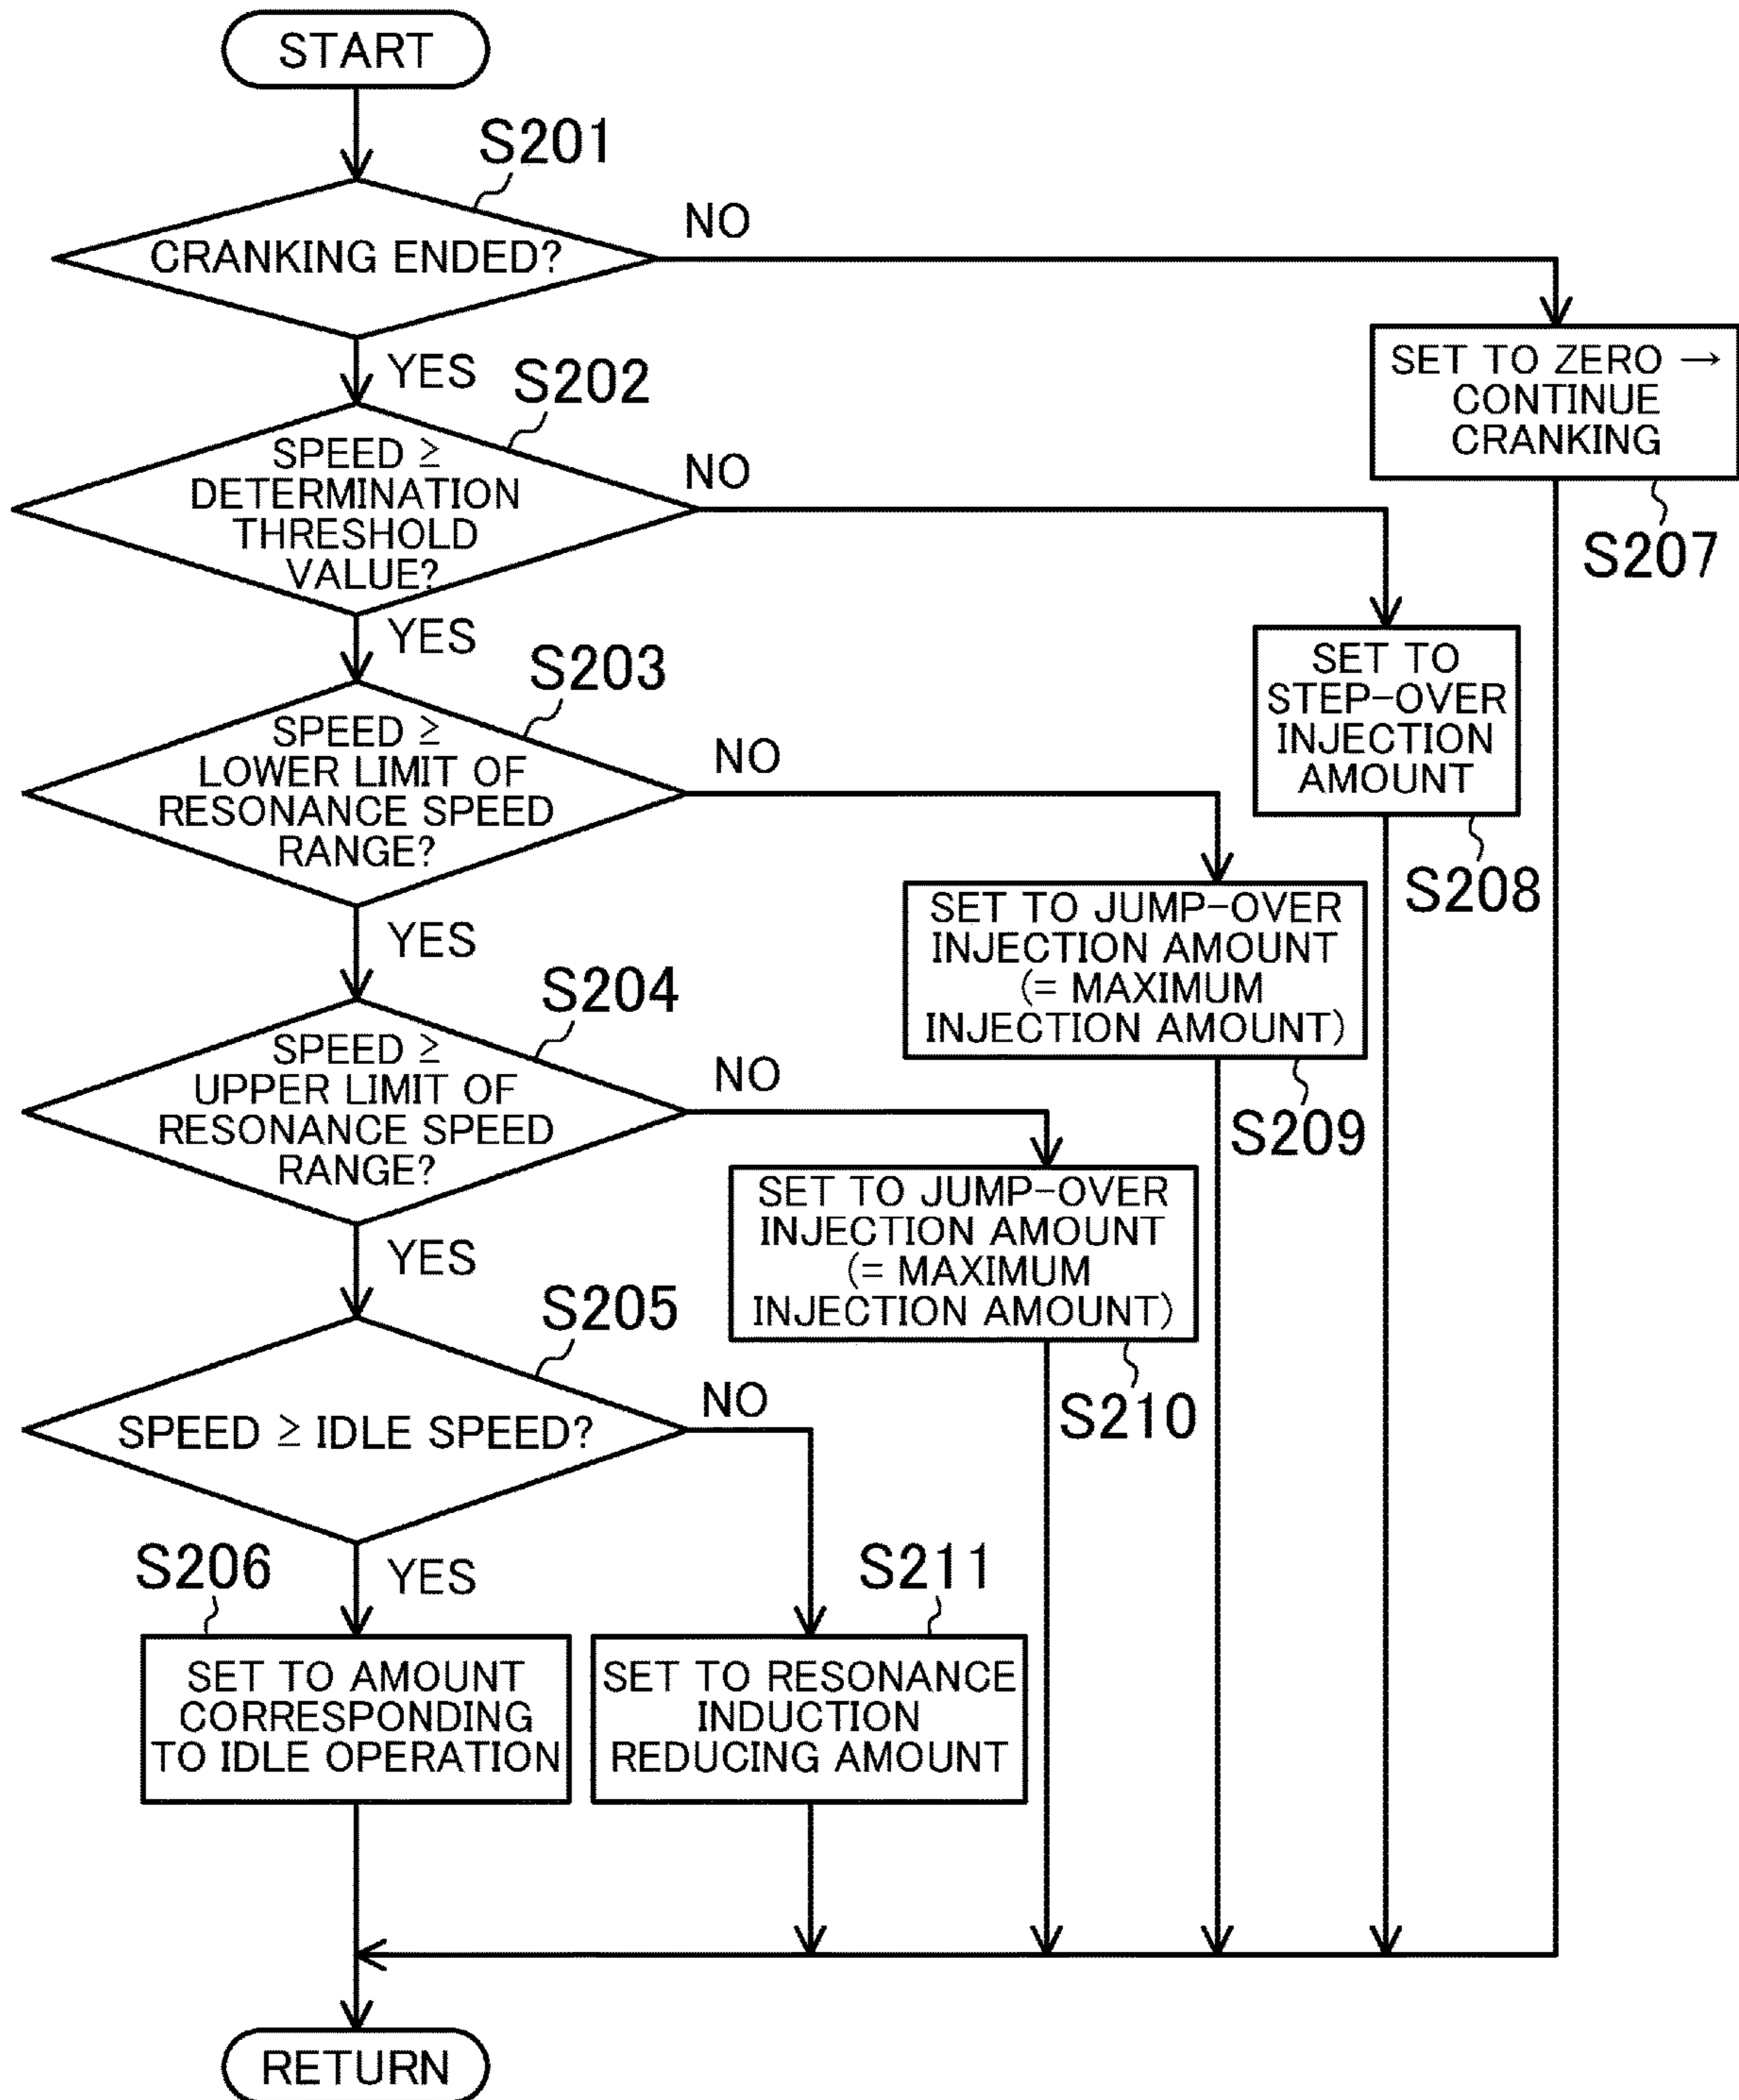 START
S201
CRANKING ENDED?
NO
YES
SET TO ZERO →
CONTINUE
CRANKING
S207
S202
SPEED ≥
DETERMINATION
THRESHOLD
VALUE?
NO
YES
SET TO
STEP-OVER
INJECTION
AMOUNT
S208
S203
SPEED ≥
LOWER LIMIT OF
RESONANCE SPEED
RANGE?
NO
YES
SET TO JUMP-OVER
INJECTION AMOUNT
(= MAXIMUM
INJECTION AMOUNT)
S209
S204
SPEED ≥
UPPER LIMIT OF
RESONANCE SPEED
RANGE?
NO
YES
SET TO JUMP-OVER
INJECTION AMOUNT
(= MAXIMUM
INJECTION AMOUNT)
S210
S205
SPEED ≥ IDLE SPEED?
NO
YES
S206
SET TO AMOUNT
CORRESPONDING
TO IDLE OPERATION
S211
SET TO RESONANCE
INDUCTION
REDUCING AMOUNT
RETURN